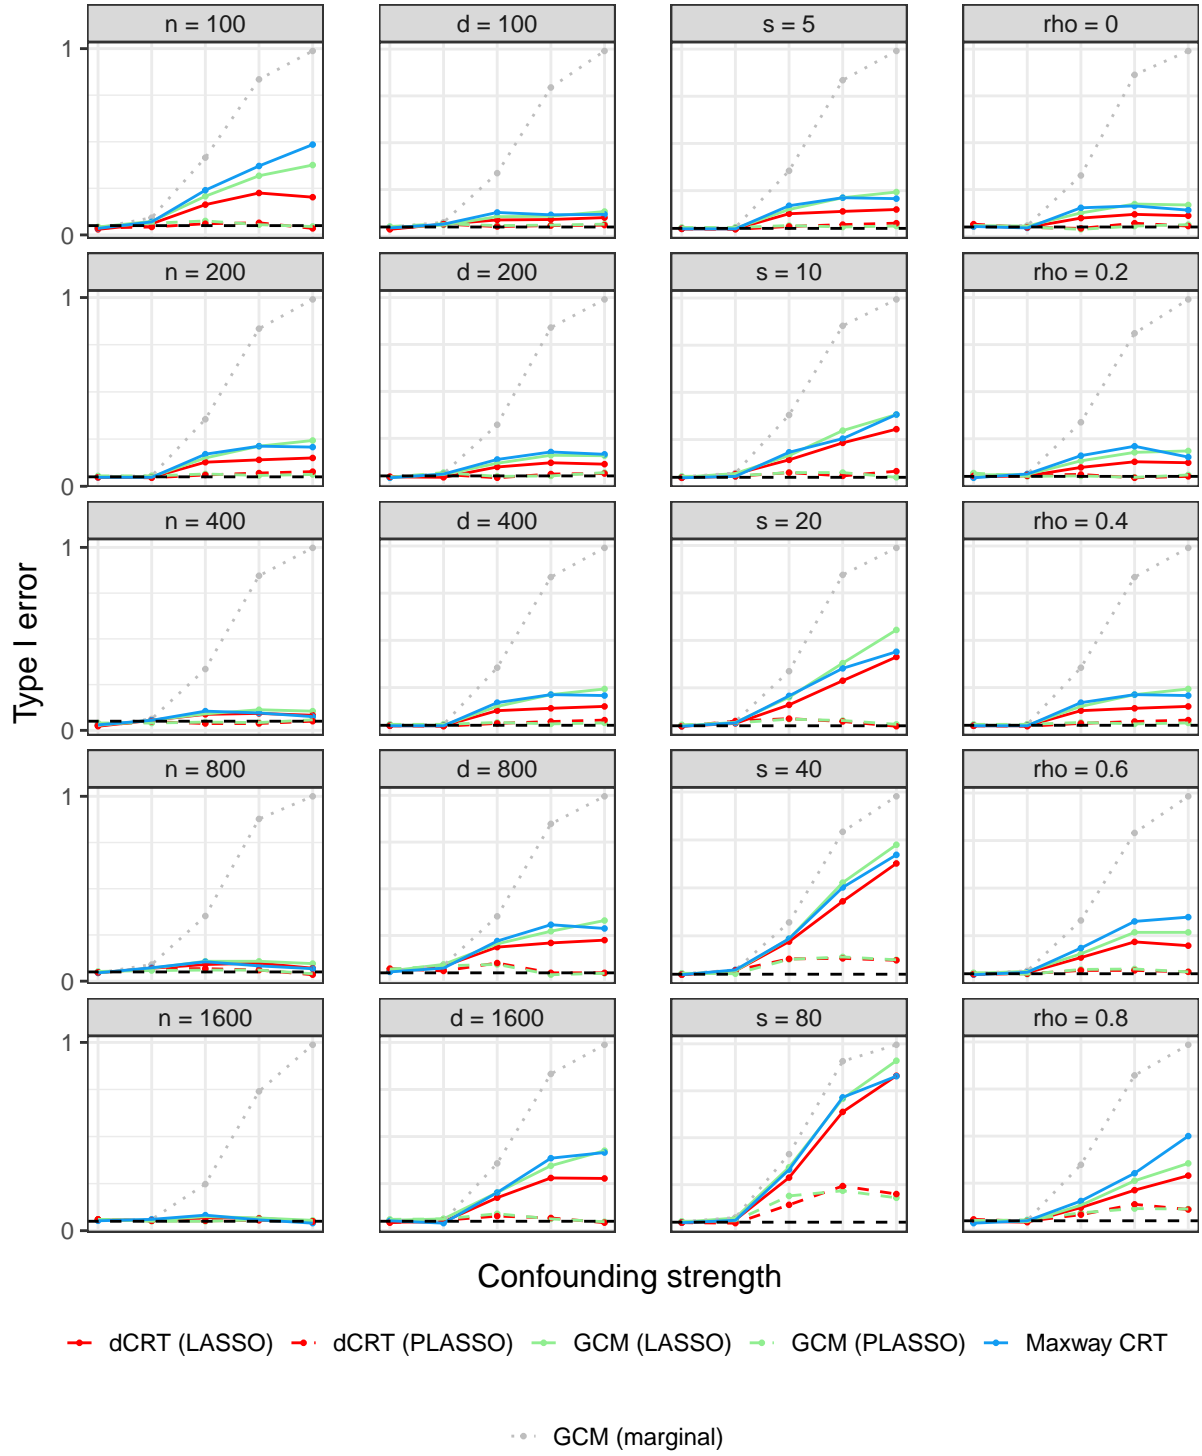 n = 100
d = 100
s = 5
rho = 0
1
0
n = 200
d = 200
s = 10
rho = 0.2
1
0
n = 400
d = 400
s = 20
rho = 0.4
1
0
n = 800
d = 800
s = 40
rho = 0.6
1
0
n = 1600
d = 1600
s = 80
rho = 0.8
1
0
Type I error
Confounding strength
dCRT (LASSO) dCRT (PLASSO) GCM (LASSO) GCM (PLASSO) Maxway CRT
GCM (marginal)